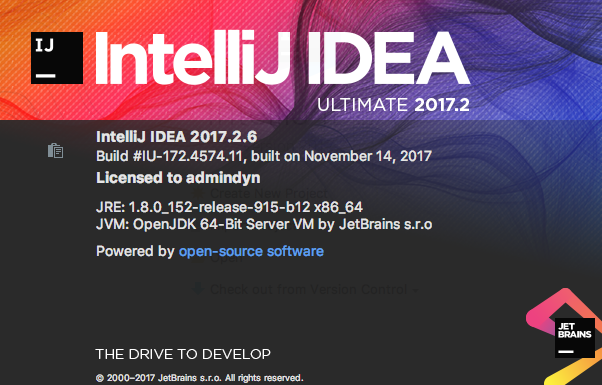 IJ
IntelliJ IDEA
ULTIMATE 2017.2
IntelliJ IDEA 2017.2.6
Build #IU-172.4574.11, built on November 14, 2017
Licensed to admindyn
Create New Project
JRE: 1.8.0_152-release-915-b12 x86_64
JVM: OpenJDK 64-Bit Server VM by JetBrains s.r.o
Powered by open-source software
Check out from Version Control
JET
BRAINS
THE DRIVE TO DEVELOP
© 2000–2017 JetBrains s.r.o. All rights reserved.